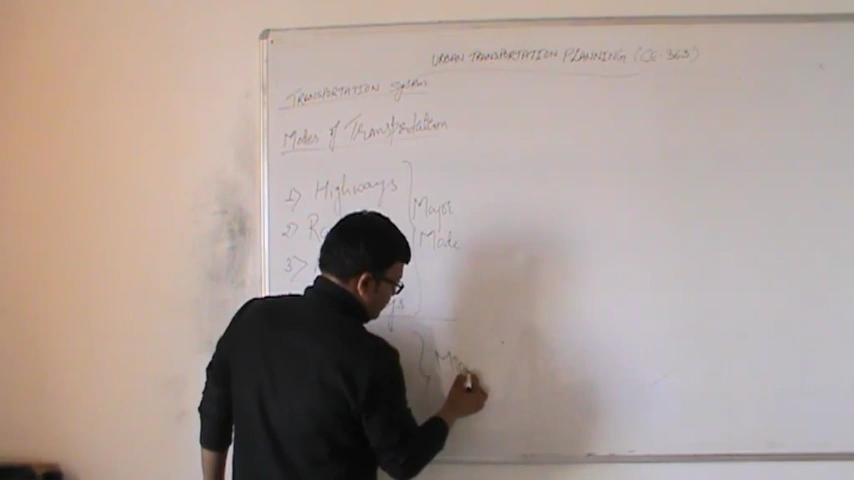 URBAN TRANSPORTATION PLANNING (CE-363)
TRANSPORTATION System
Modes of Transportation
1) Highways
Major
2)
Mode
3)